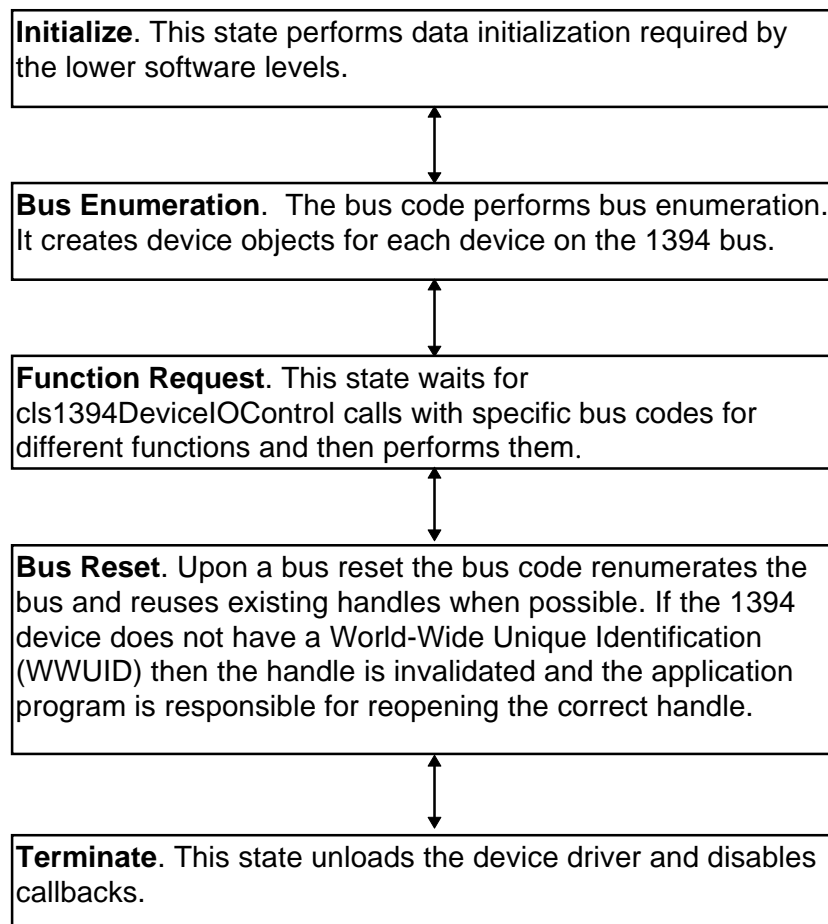 Initialize. This state performs data initialization required by
the lower software levels.
Bus Enumeration.  The bus code performs bus enumeration.
It creates device objects for each device on the 1394 bus.
Function Request. This state waits for
cls1394DeviceIOControl calls with specific bus codes for
different functions and then performs them.
Bus Reset. Upon a bus reset the bus code renumerates the
bus and reuses existing handles when possible. If the 1394
device does not have a World-Wide Unique Identification
(WWUID) then the handle is invalidated and the application
program is responsible for reopening the correct handle.
Terminate. This state unloads the device driver and disables
callbacks.